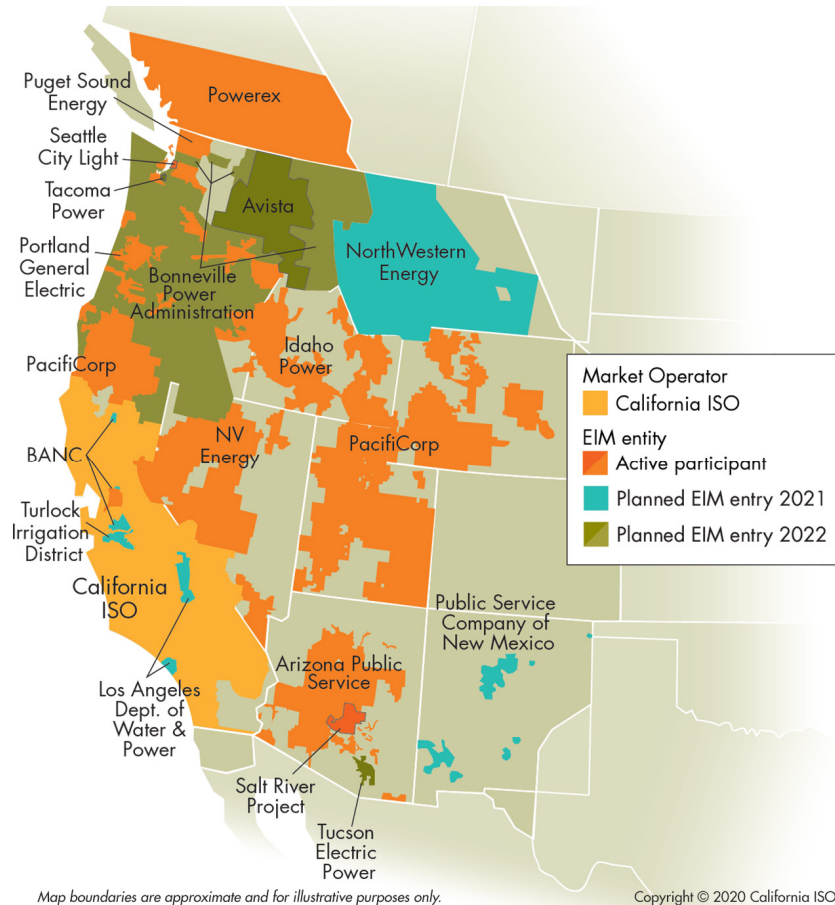 Puget Sound
Energy
Powerex
Seattle
City Light
Tacoma
Power
Avista
Portland
General
Electric
Bonneville
Power
Administration
NorthWestern
Energy
Idaho
Power
PacifiCorp
NV
Energy
PacifiCorp
BANC
Turlock
Irrigation
District
California
ISO
Los Angeles
Dept. of
Water &
Power
Arizona Public
Service
Public Service
Company of
New Mexico
Salt River
Project
Tucson
Electric
Power
Market Operator
California ISO
EIM entity
Active participant
Planned EIM entry 2021
Planned EIM entry 2022
Map boundaries are approximate and for illustrative purposes only.
Copyright © 2020 California ISO